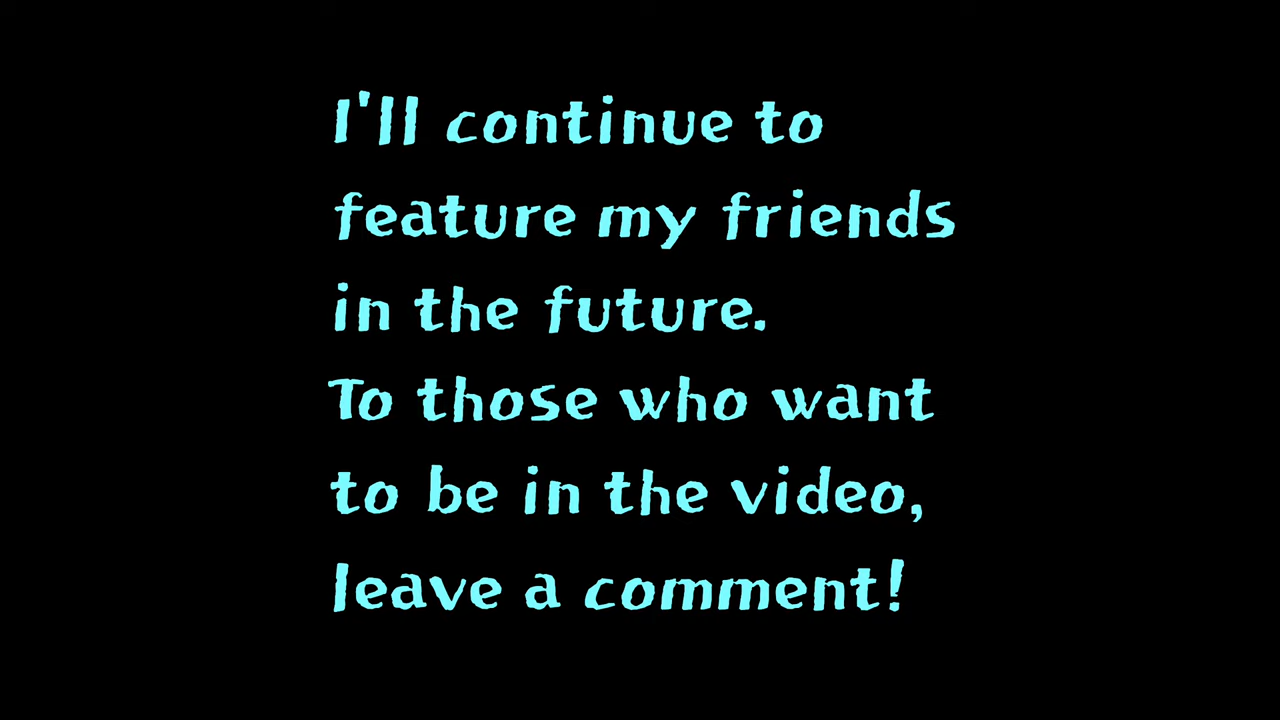 I'll continue to
feature my friends
in the future.
To those who want
to be in the video,
leave a comment!